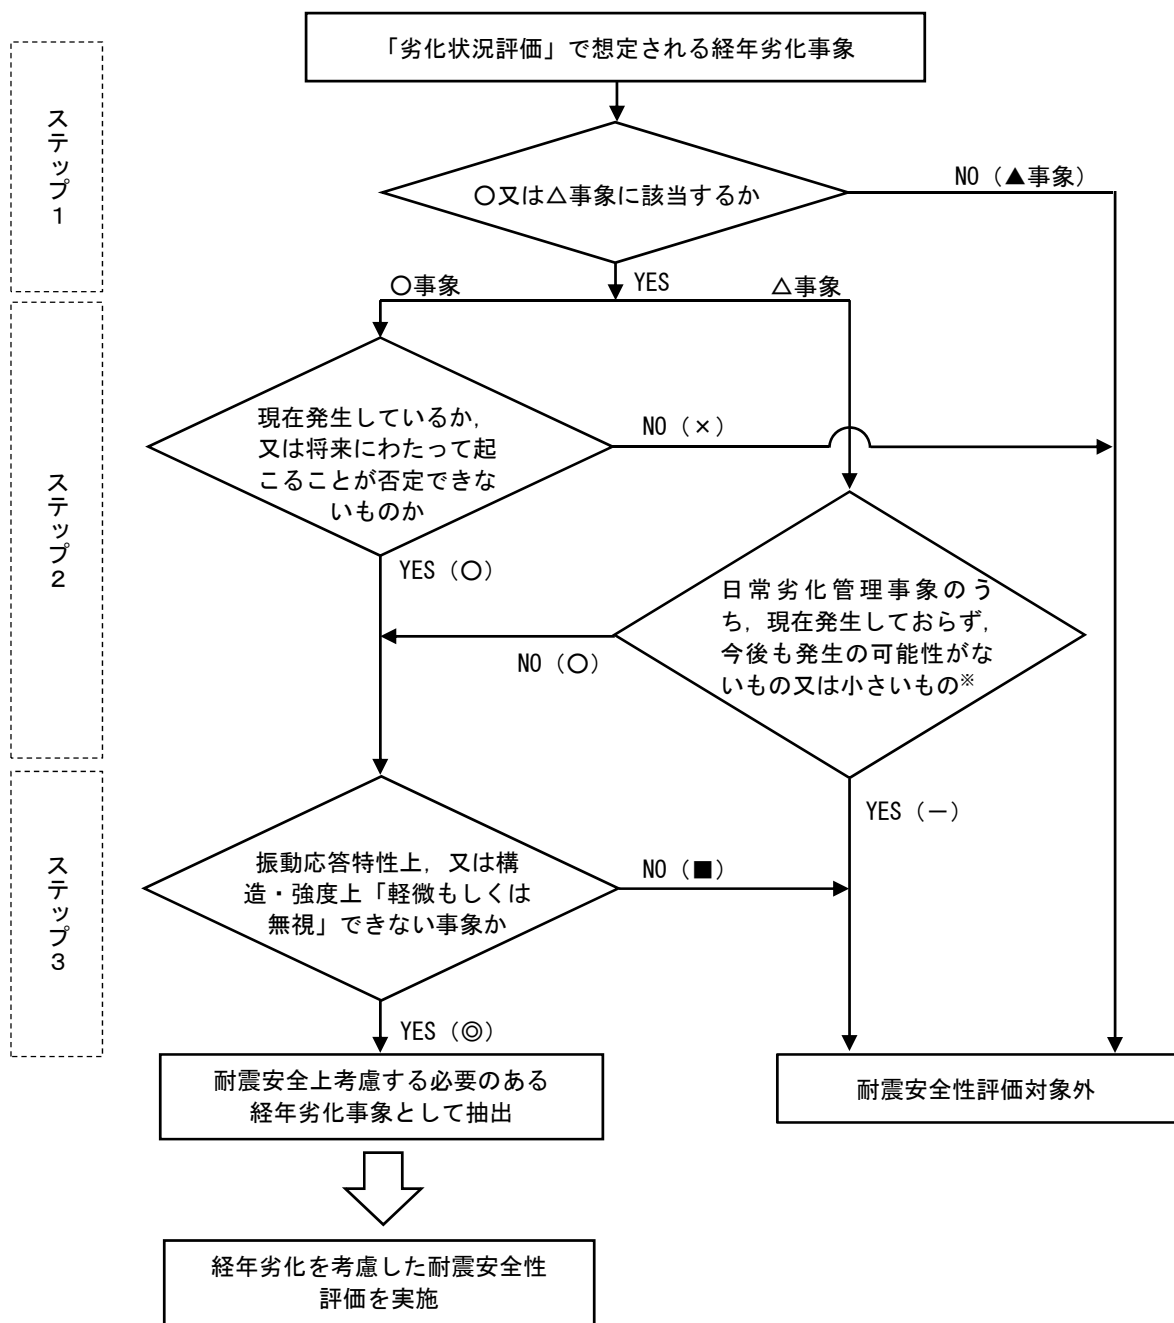 「劣化状況評価」で想定される経年劣化事象
ステップ1
○又は△事象に該当するか
NO（▲事象）
YES
○事象
△事象
ステップ2
現在発生しているか，
又は将来にわたって起
こることが否定できな
いものか
NO（×）
YES（○）
日常劣化管理事象のう
ち，現在発生しておらず，
今後も発生の可能性がな
いもの又は小さいもの※
NO（○）
YES（－）
ステップ3
振動応答特性上，又は構
造・強度上「軽微もしくは
無視」できない事象か
NO（■）
YES（◎）
耐震安全上考慮する必要のある
経年劣化事象として抽出
耐震安全性評価対象外
経年劣化を考慮した耐震安全性
評価を実施